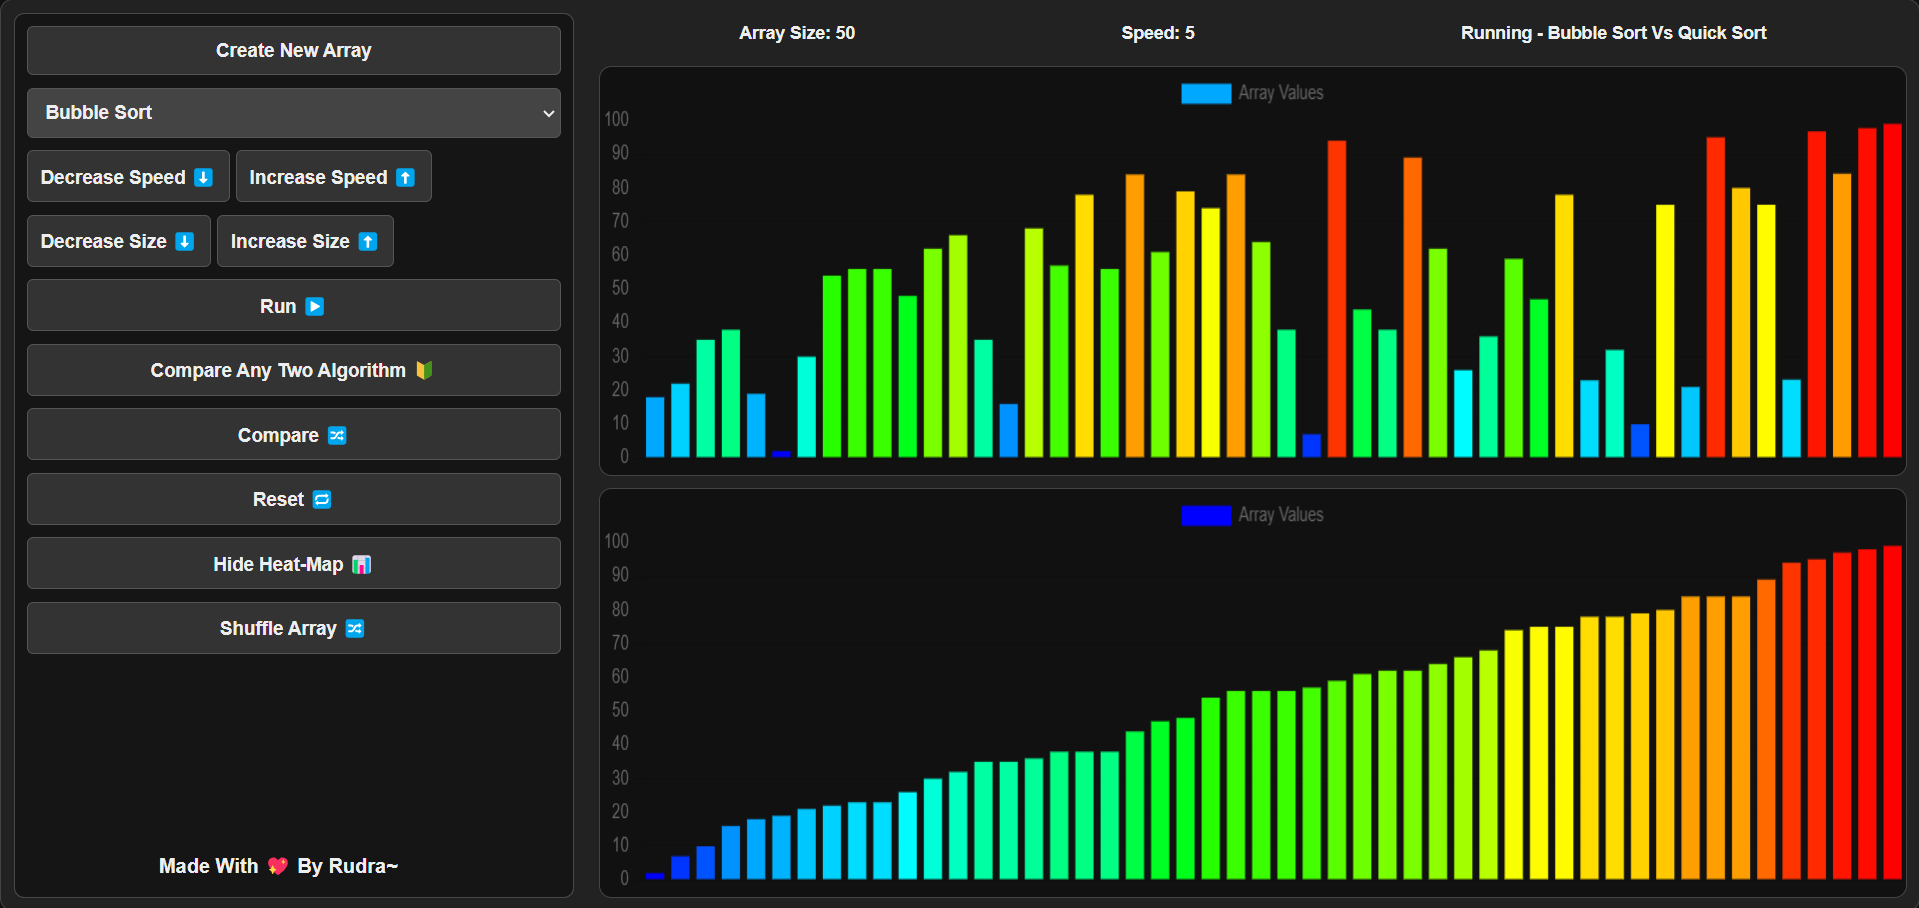 Create New Array
Bubble Sort
Decrease Speed ⬇️ Increase Speed ⬆️
Decrease Size ⬇️ Increase Size ⬆️
Run ▶️
Compare Any Two Algorithm 🔰
Compare 🔀
Reset 🔁
Hide Heat-Map 📊
Shuffle Array 🔀
Made With 💖 By Rudra~
Array Size: 50 Speed: 5 Running - Bubble Sort Vs Quick Sort
Array Values
100
90
80
70
60
50
40
30
20
10
0
Array Values
100
90
80
70
60
50
40
30
20
10
0